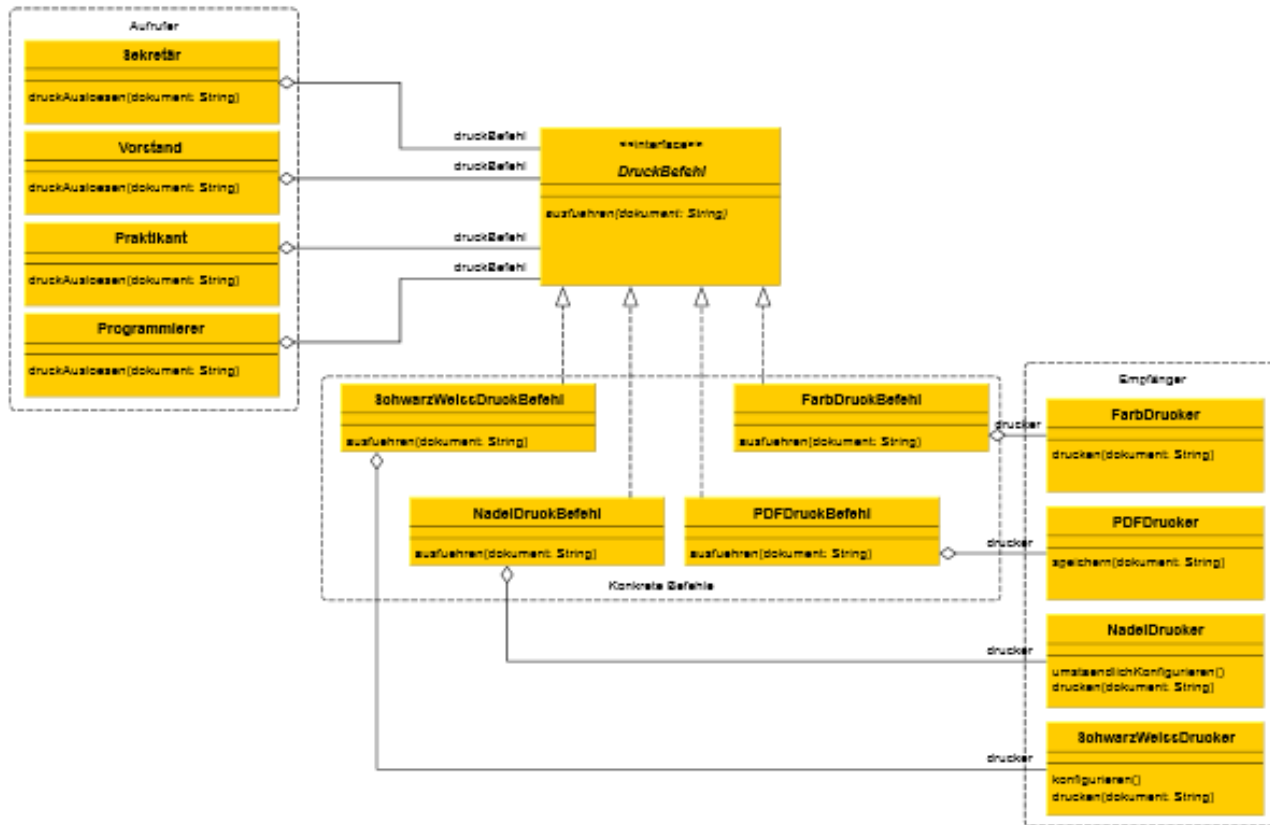 Aufrufer
Sekretär
druckAusloesen(dokument: String)
Vorstand
druckAusloesen(dokument: String)
Praktikant
druckAusloesen(dokument: String)
Programmierer
druckAusloesen(dokument: String)
druckBefehl
druckBefehl
druckBefehl
druckBefehl
**interface**
DruckBefehl
ausfuehren(dokument: String)
SchwarzWeissDruckBefehl
ausfuehren(dokument: String)
FarbDruckBefehl
ausfuehren(dokument: String)
NadelDruckBefehl
ausfuehren(dokument: String)
PDFDruckBefehl
ausfuehren(dokument: String)
Konkrete Befehle
drucker
drucker
drucker
drucker
Empfänger
FarbDrucker
drucken(dokument: String)
PDFDrucker
speichern(dokument: String)
NadelDrucker
umstaendlichKonfigurieren()
drucken(dokument: String)
SchwarzWeissDrucker
konfigurieren()
drucken(dokument: String)